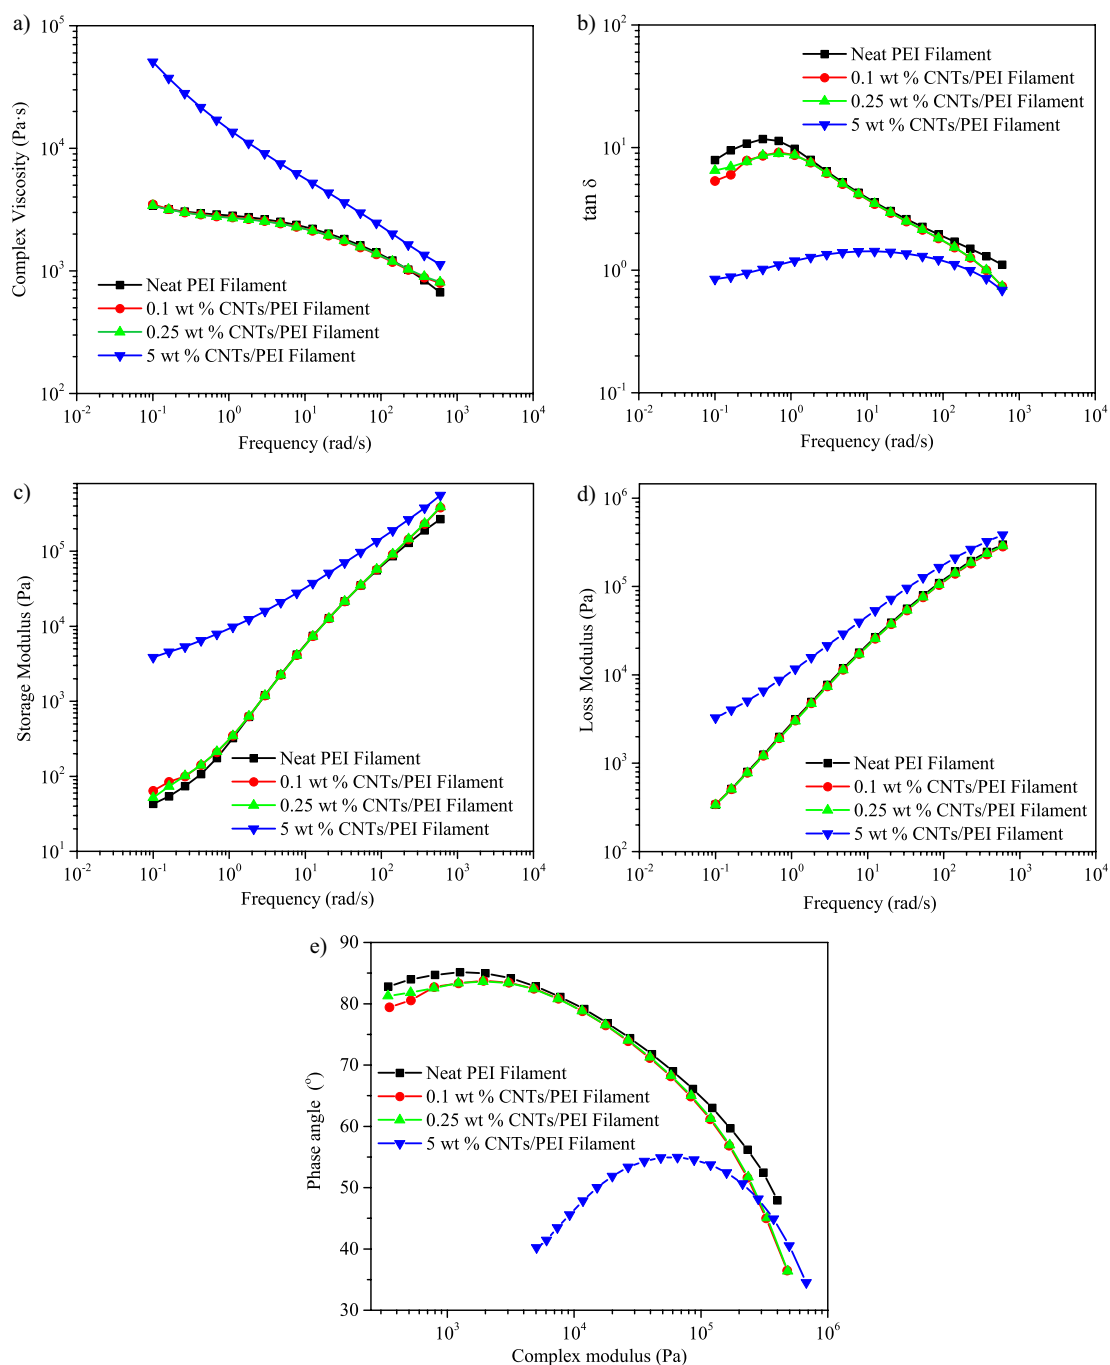 a)
10^5
10^4
10^3
10^2
Complex Viscosity (Pa·s)
Neat PEI Filament
0.1 wt % CNTs/PEI Filament
0.25 wt % CNTs/PEI Filament
5 wt % CNTs/PEI Filament
10^-2 10^-1 10^0 10^1 10^2 10^3 10^4
Frequency (rad/s)
b)
10^2
10^1
10^0
10^-1
tan δ
Neat PEI Filament
0.1 wt % CNTs/PEI Filament
0.25 wt % CNTs/PEI Filament
5 wt % CNTs/PEI Filament
10^-2 10^-1 10^0 10^1 10^2 10^3 10^4
Frequency (rad/s)
c)
10^5
10^4
10^3
10^2
10^1
Storage Modulus (Pa)
Neat PEI Filament
0.1 wt % CNTs/PEI Filament
0.25 wt % CNTs/PEI Filament
5 wt % CNTs/PEI Filament
10^-2 10^-1 10^0 10^1 10^2 10^3 10^4
Frequency (rad/s)
d)
10^6
10^5
10^4
10^3
10^2
Loss Modulus (Pa)
Neat PEI Filament
0.1 wt % CNTs/PEI Filament
0.25 wt % CNTs/PEI Filament
5 wt % CNTs/PEI Filament
10^-2 10^-1 10^0 10^1 10^2 10^3 10^4
Frequency (rad/s)
e)
90
80
70
60
50
40
30
Phase angle (°)
Neat PEI Filament
0.1 wt % CNTs/PEI Filament
0.25 wt % CNTs/PEI Filament
5 wt % CNTs/PEI Filament
10^3 10^4 10^5 10^6
Complex modulus (Pa)